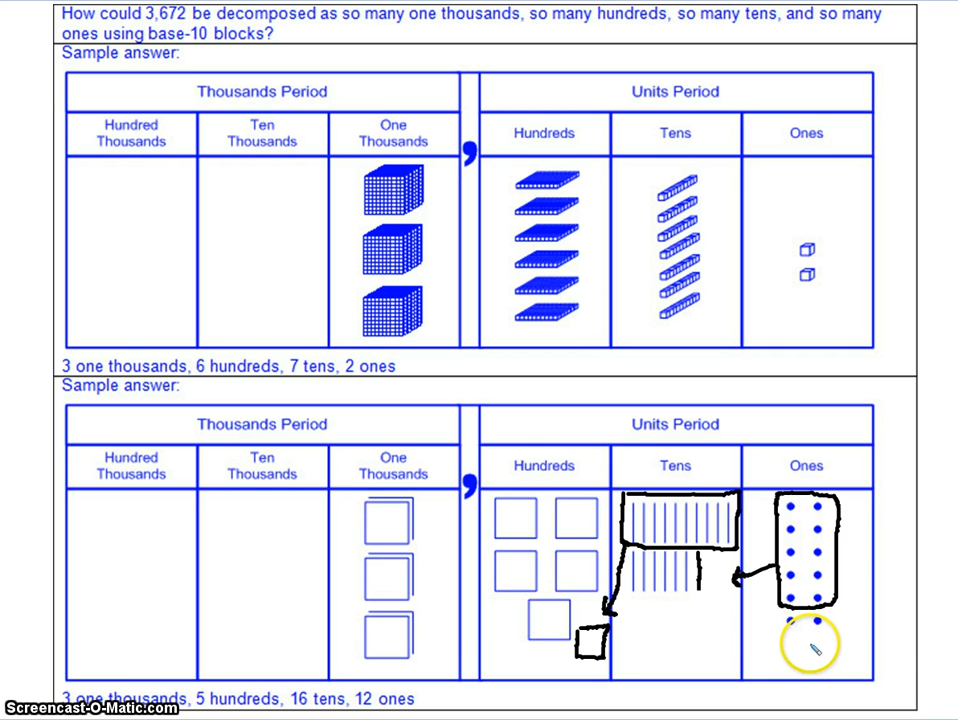 How could 3,672 be decomposed as so many one thousands, so many hundreds, so many tens, and so many
ones using base-10 blocks?
Sample answer:
Thousands Period
Units Period
Hundred
Thousands
Ten
Thousands
One
Thousands
,
Hundreds
Tens
Ones
3 one thousands, 6 hundreds, 7 tens, 2 ones
Sample answer:
Thousands Period
Units Period
Hundred
Thousands
Ten
Thousands
One
Thousands
,
Hundreds
Tens
Ones
3 one thousands, 5 hundreds, 16 tens, 12 ones
Screencast-O-Matic.com